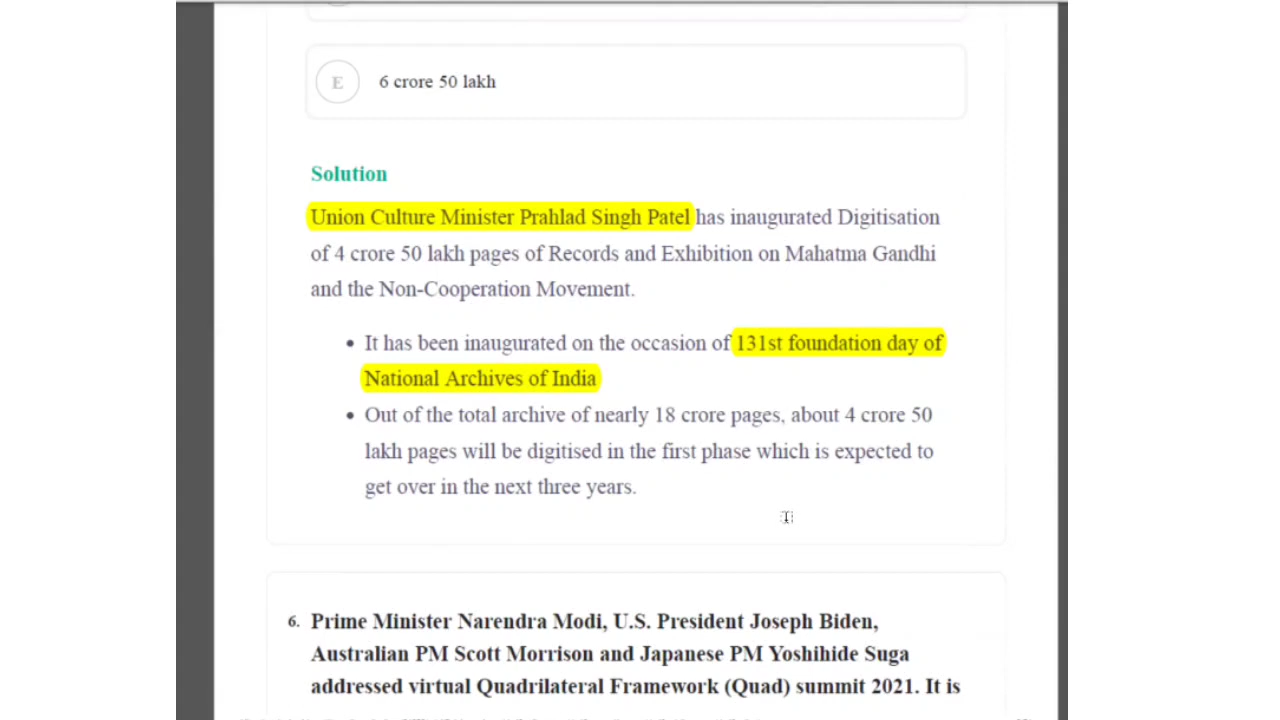 E 6 crore 50 lakh
Solution
Union Culture Minister Prahlad Singh Patel has inaugurated Digitisation
of 4 crore 50 lakh pages of Records and Exhibition on Mahatma Gandhi
and the Non-Cooperation Movement.
• It has been inaugurated on the occasion of 131st foundation day of
National Archives of India
• Out of the total archive of nearly 18 crore pages, about 4 crore 50
lakh pages will be digitised in the first phase which is expected to
get over in the next three years.
6. Prime Minister Narendra Modi, U.S. President Joseph Biden,
Australian PM Scott Morrison and Japanese PM Yoshihide Suga
addressed virtual Quadrilateral Framework (Quad) summit 2021. It is